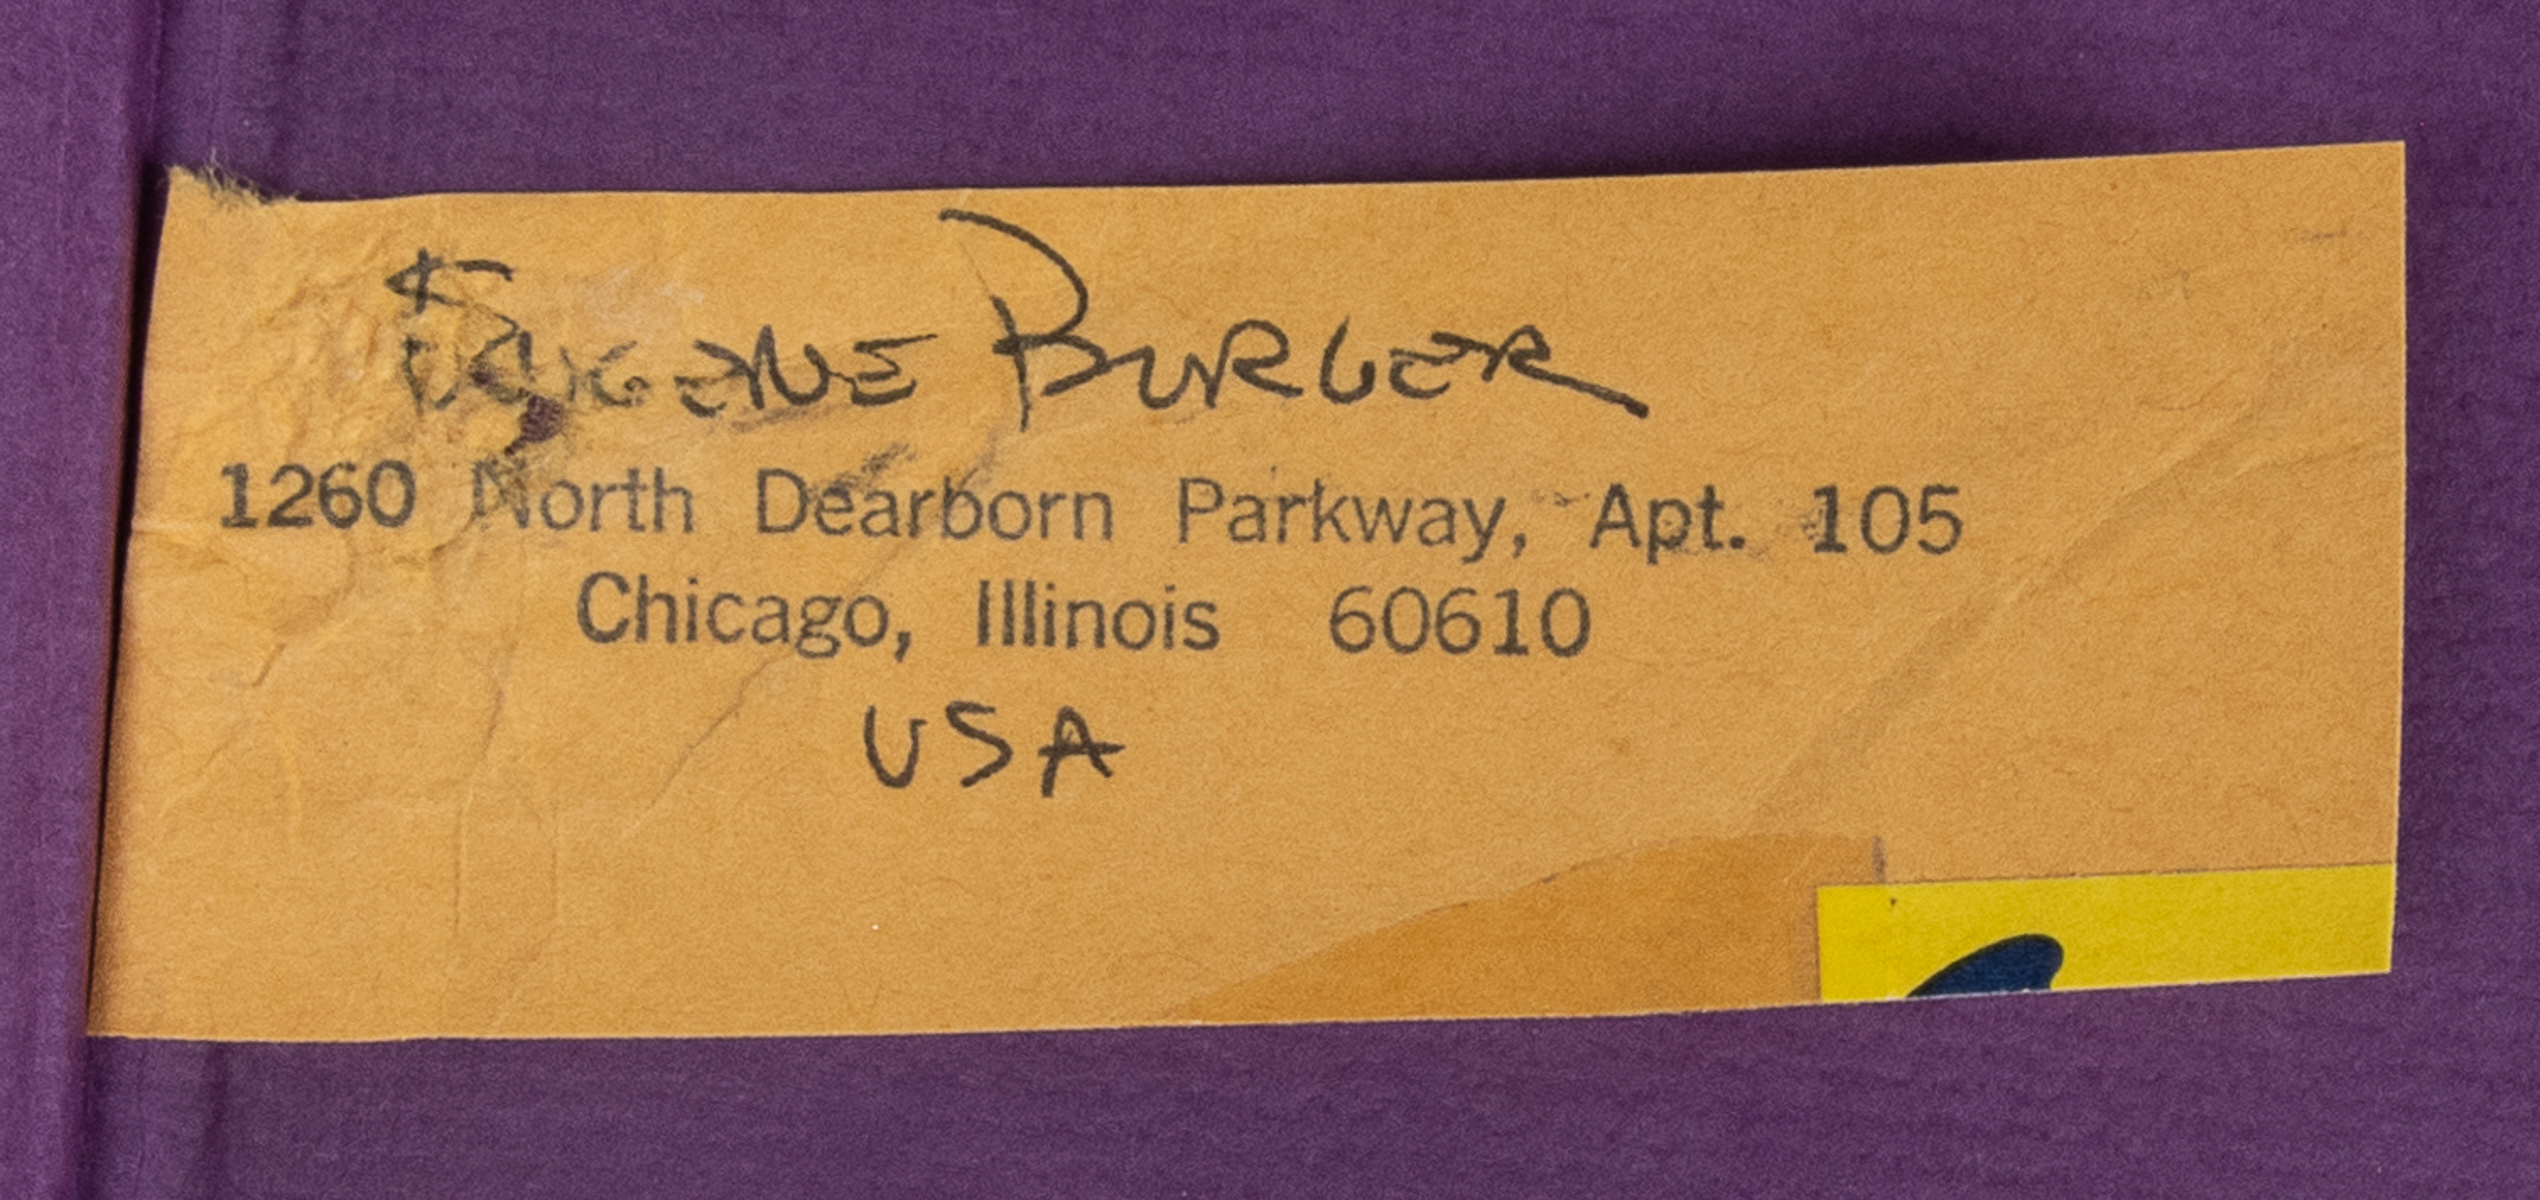 EUGENE BURGER
1260 North Dearborn Parkway, Apt. 105
Chicago, Illinois 60610
USA